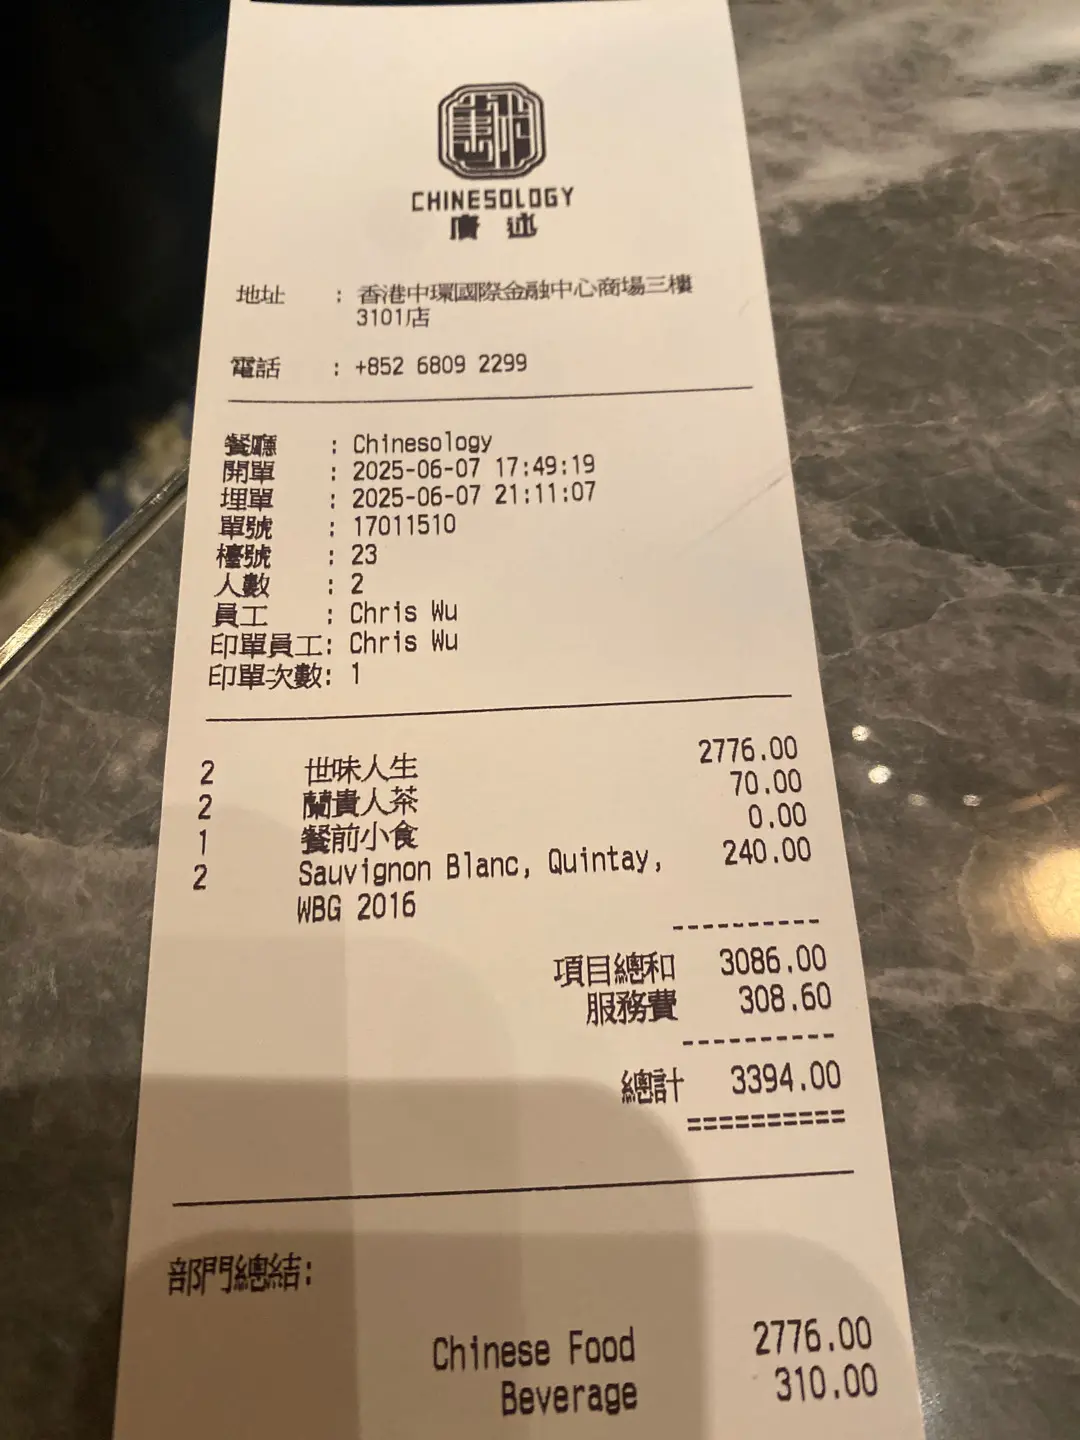 CHINESOLOGY
廣 述
地址 : 香港中環國際金融中心商場三樓
3101店
電話 : +852 6809 2299
餐廳 : Chinesology
開單 : 2025-06-07 17:49:19
埋單 : 2025-06-07 21:11:07
單號 : 17011510
檯號 : 23
人數 : 2
員工 : Chris Wu
印單員工: Chris Wu
印單次數: 1
2 世味人生 2776.00
2 蘭貴人茶 70.00
1 餐前小食 0.00
2 Sauvignon Blanc, Quintay, 240.00
WBG 2016
項目總和 3086.00
服務費 308.60
總計 3394.00
部門總結:
Chinese Food 2776.00
Beverage 310.00